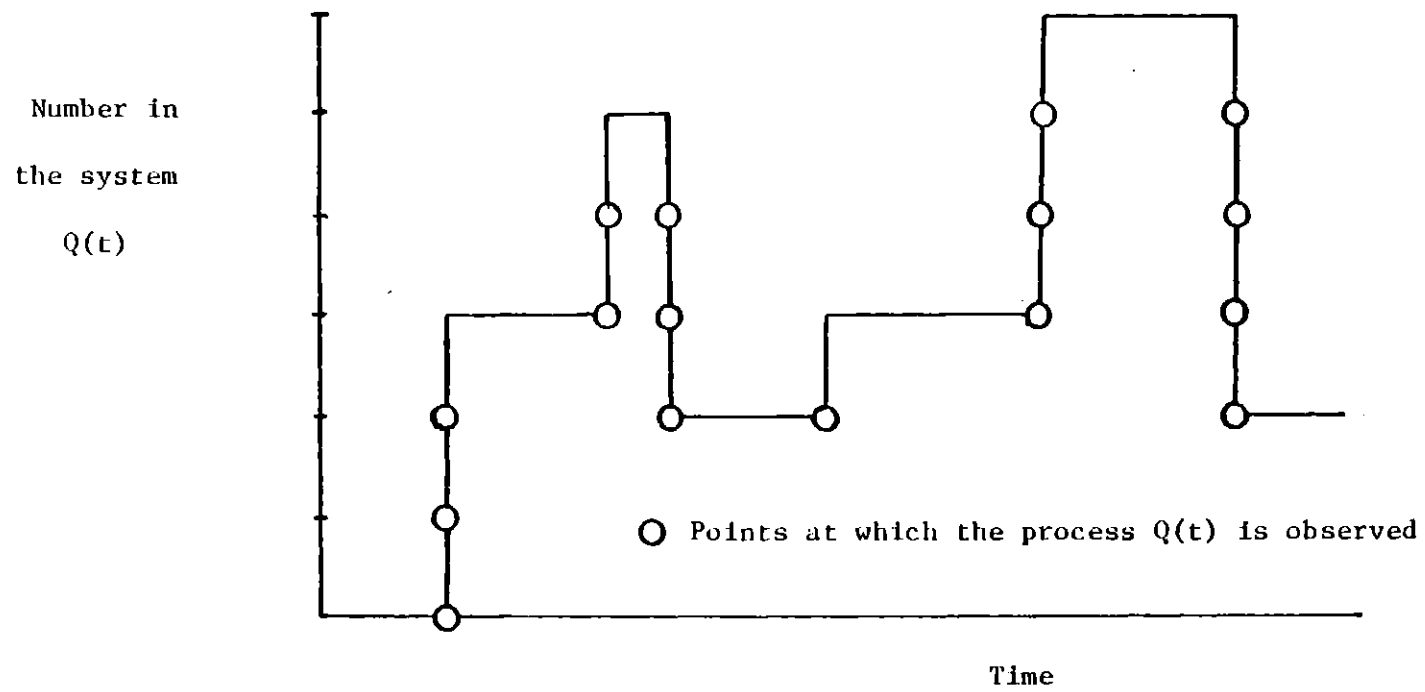 Number in
the system
Q(t)
Points at which the process Q(t) is observed
Time